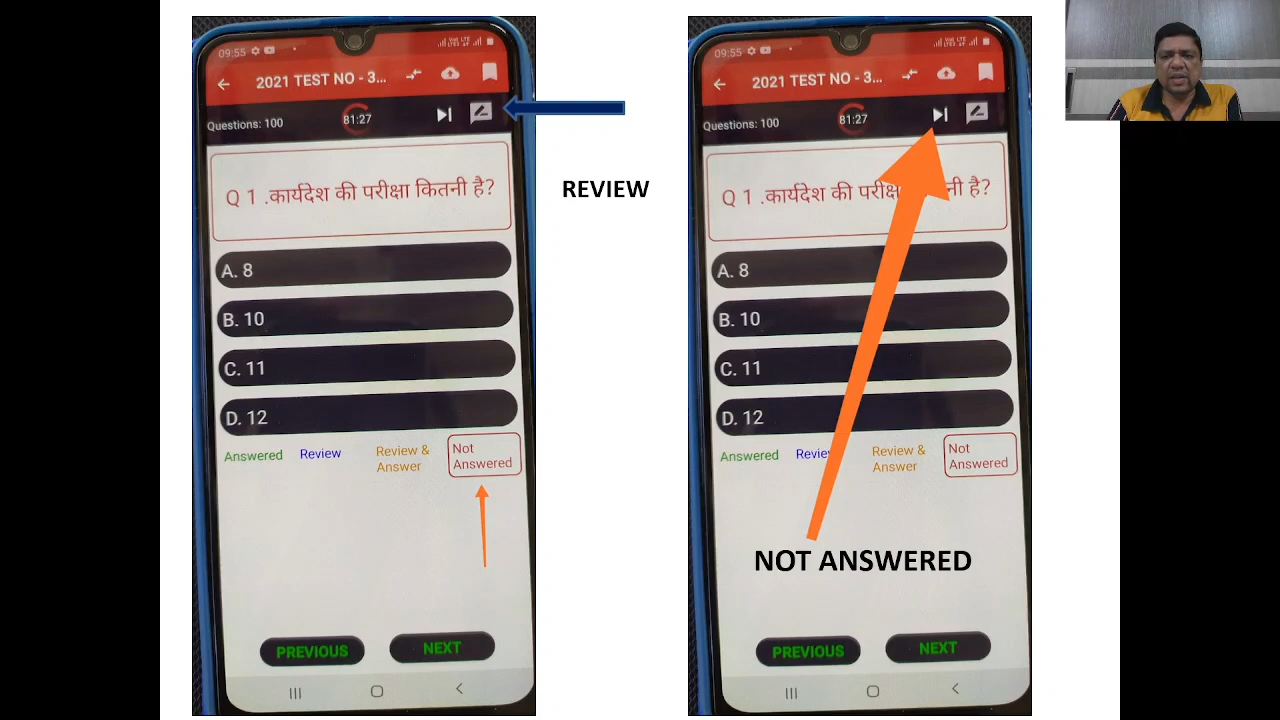 09:55
2021 TEST NO - 3...
Questions: 100
81:27
Q 1 .कार्यदेश की परीक्षा कितनी है?
A. 8
B. 10
C. 11
D. 12
Answered
Review
Review &
Answer
Not
Answered
PREVIOUS
NEXT
REVIEW
09:55
2021 TEST NO - 3...
Questions: 100
81:27
Q 1 .कार्यदेश की
है?
A. 8
B. 10
C. 11
D. 12
Answered
Review &
Answer
Not
Answered
NOT ANSWERED
PREVIOUS
NEXT